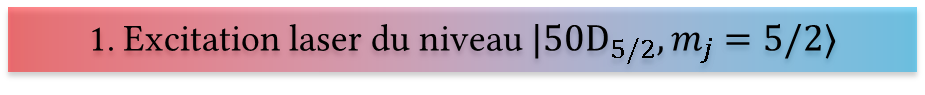 1. Excitation laser du niveau |50D₅/₂, mⱼ = 5/2⟩